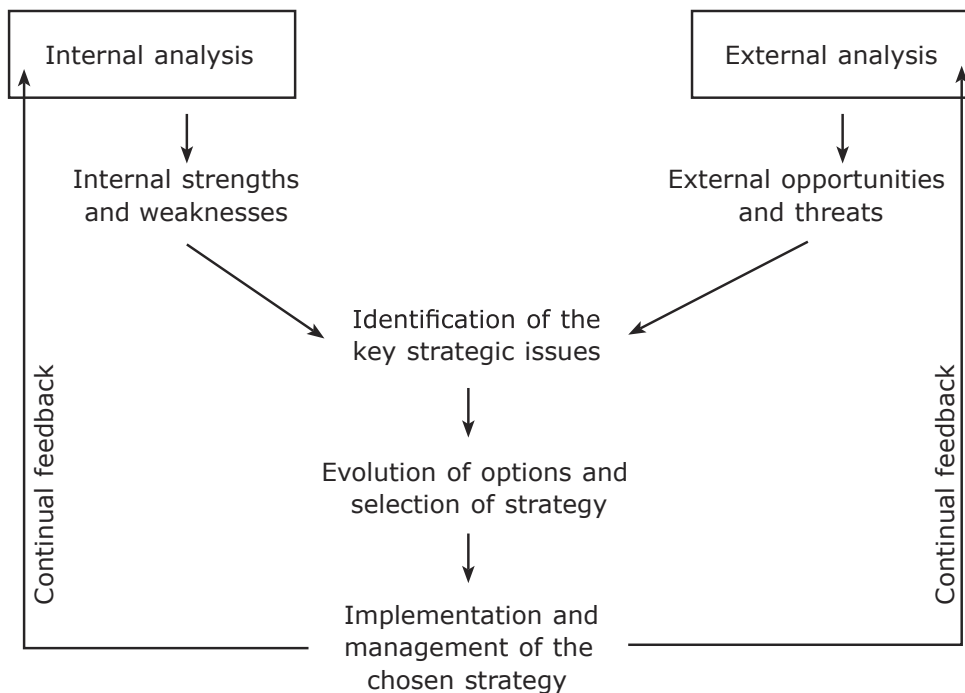 Internal analysis
External analysis
Internal strengths
and weaknesses
External opportunities
and threats
Identification of the
key strategic issues
Evolution of options and
selection of strategy
Implementation and
management of the
chosen strategy
Continual feedback
Continual feedback